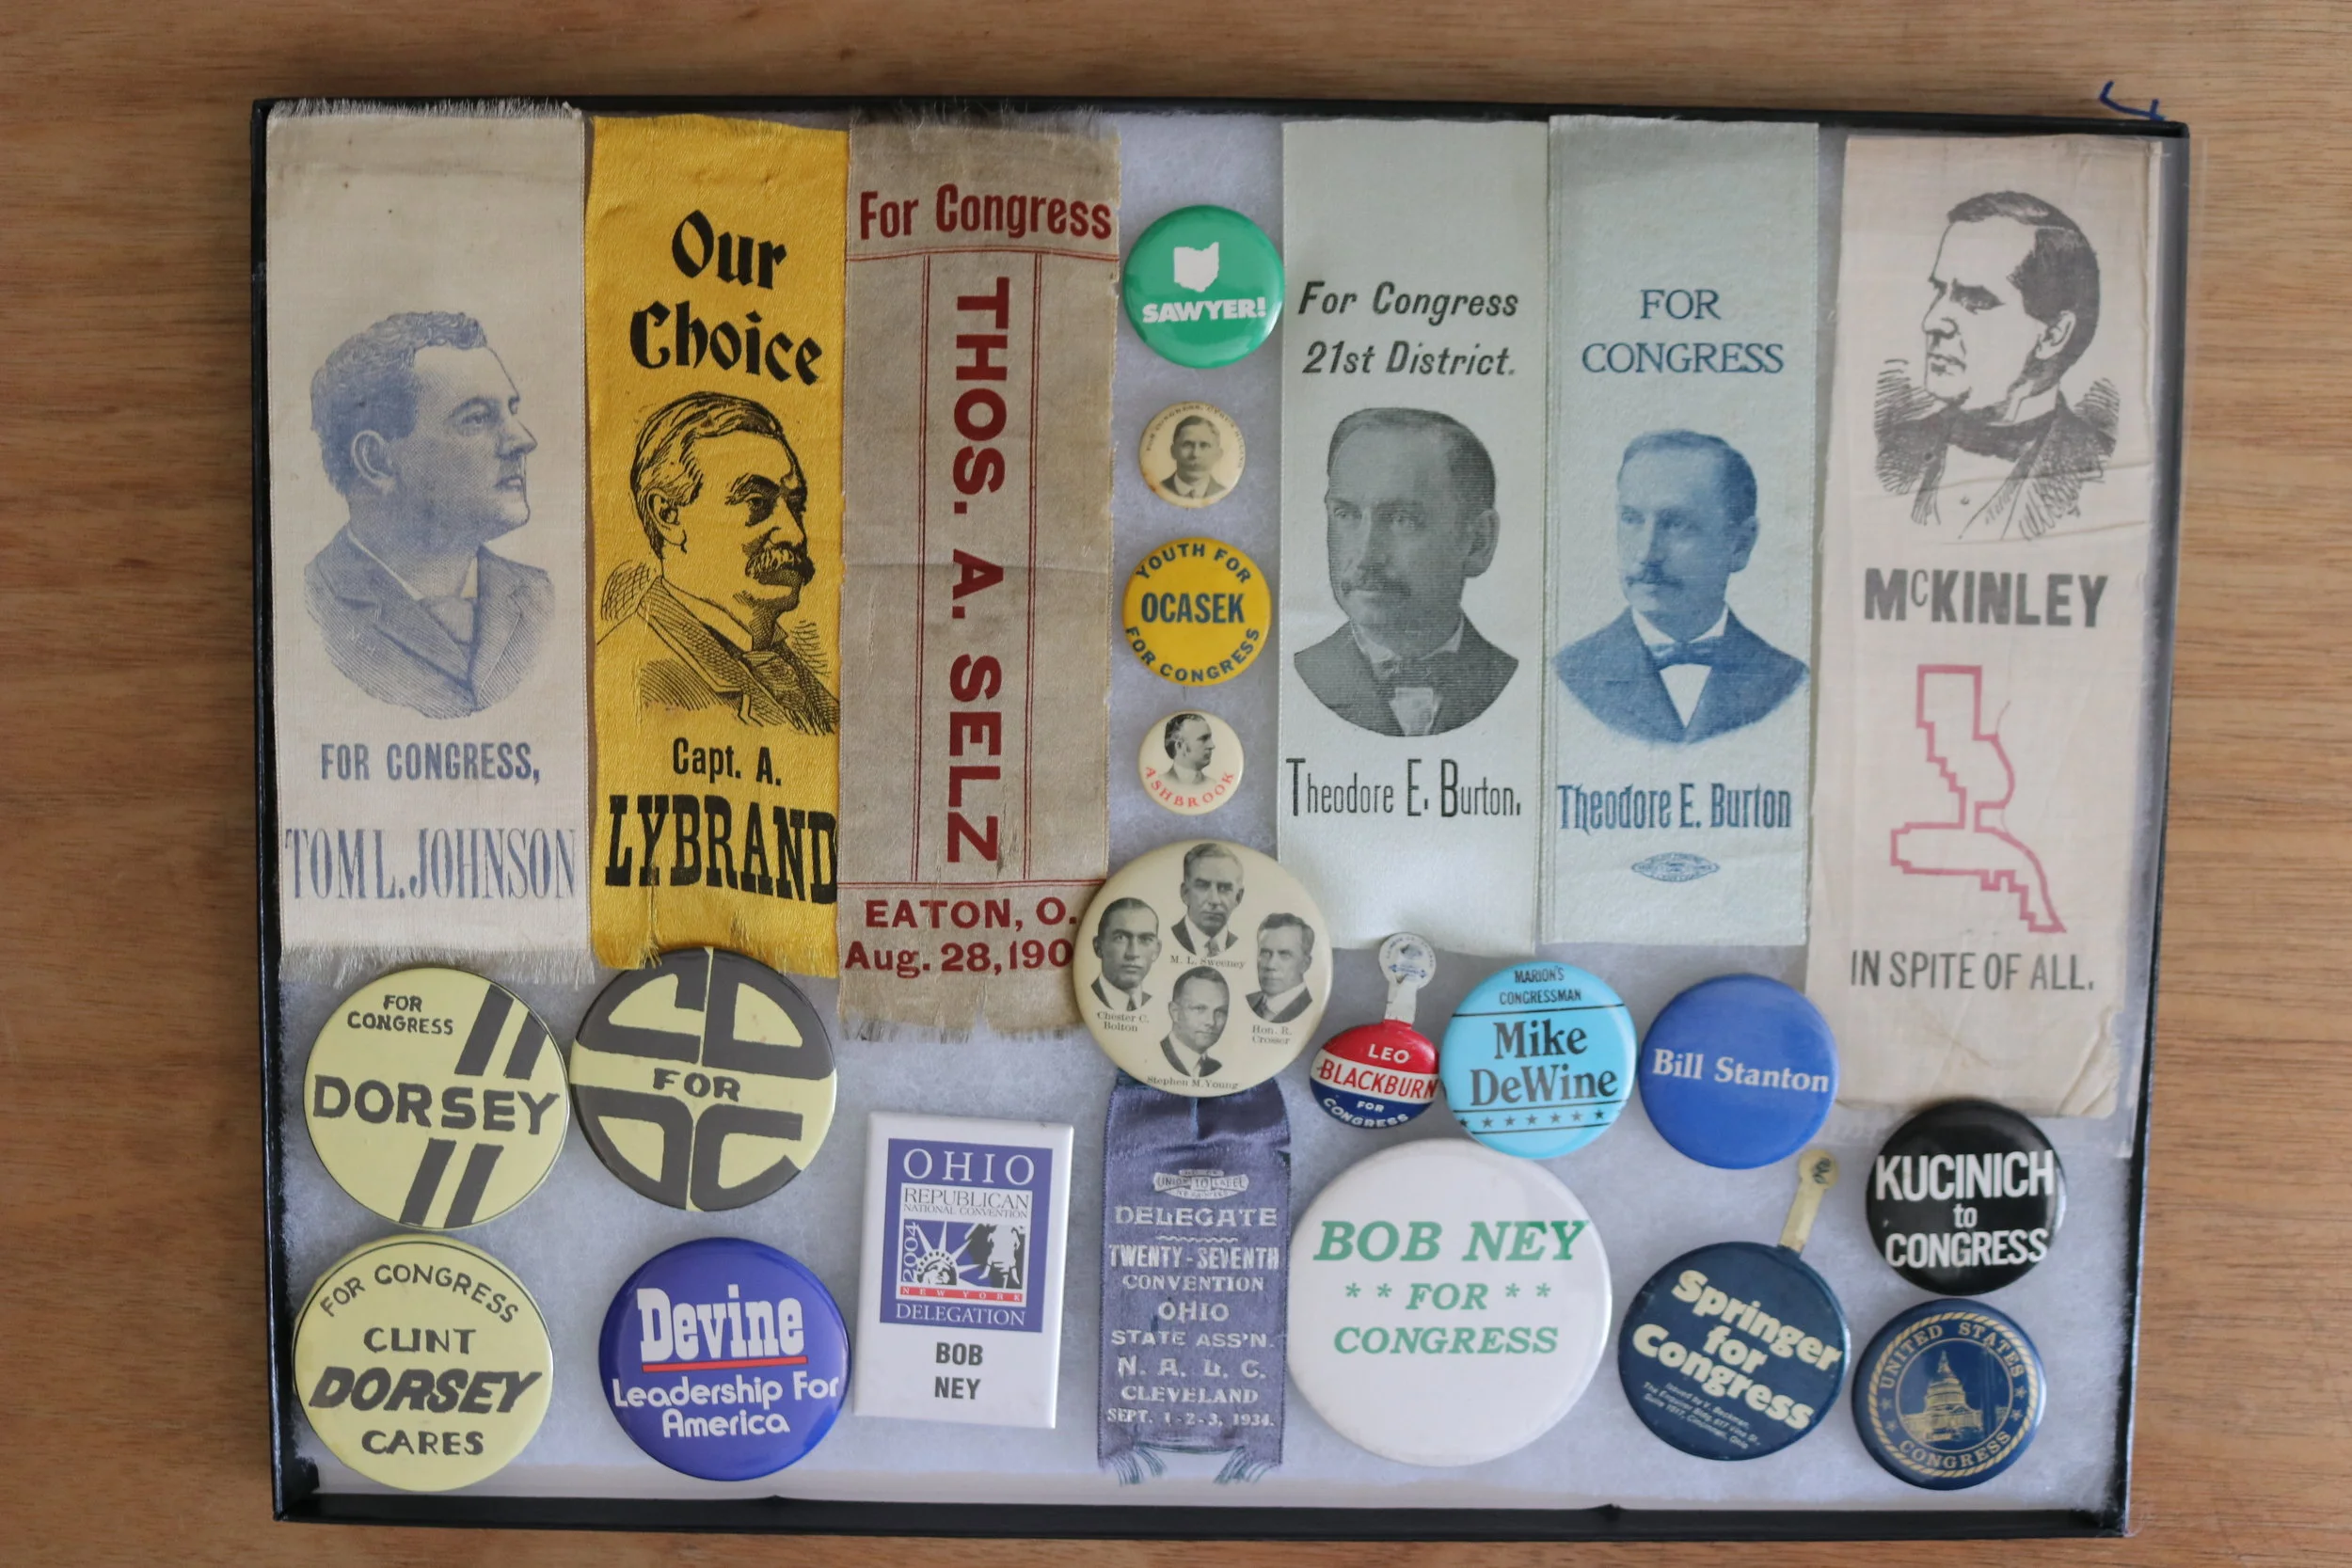 FOR CONGRESS,
TOM L. JOHNSON
Our
Choice
Capt. A.
LYBRAND
For Congress
THOS. A. SELZ
EATON, O.
Aug. 28, 190
SAWYER!
YOUTH FOR
OCASEK
FOR CONGRESS
ASHBROOK
For Congress
21st District.
Theodore E. Burton.
FOR
CONGRESS
Theodore E. Burton
McKINLEY
IN SPITE OF ALL.
M. L. Sweeney
Chester C.
Bolton
Hon. R.
Crosser
Stephen M. Young
DELEGATE
TWENTY-SEVENTH
CONVENTION
OHIO
STATE ASS'N.
N. A. L. C.
CLEVELAND
SEPT. 1-2-3, 1934.
FOR
CONGRESS
DORSEY
CD
FOR
DC
LEO
BLACKBURN
FOR
CONGRESS
MARION'S
CONGRESSMAN
Mike
DeWine
Bill Stanton
KUCINICH
to
CONGRESS
FOR CONGRESS
CLINT
DORSEY
CARES
Devine
Leadership For
America
OHIO
REPUBLICAN
NATIONAL CONVENTION
2004
NEW YORK
DELEGATION
BOB
NEY
BOB NEY
** FOR **
CONGRESS
Springer
for
Congress
UNITED STATES
CONGRESS